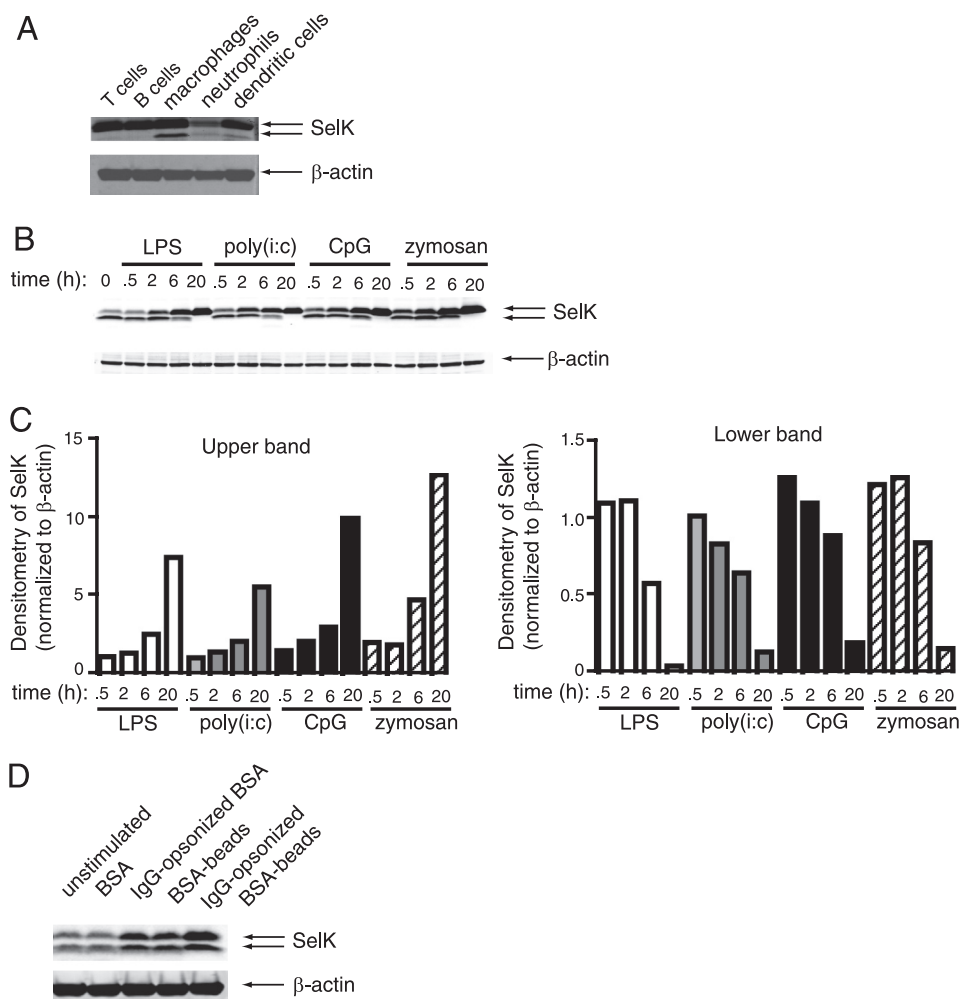 A
T cells
B cells
macrophages
neutrophils
dendritic cells
SelK
β-actin
B
LPS poly(i:c) CpG zymosan
time (h): 0 .5 2 6 20 .5 2 6 20 .5 2 6 20 .5 2 6 20
SelK
β-actin
C
Densitometry of SelK
(normalized to β-actin)
15
10
5
0
Upper band
time (h): .5 2 6 20 .5 2 6 20 .5 2 6 20 .5 2 6 20
LPS poly(i:c) CpG zymosan
Densitometry of SelK
(normalized to β-actin)
1.5
1.0
0.5
0
Lower band
time (h): .5 2 6 20 .5 2 6 20 .5 2 6 20 .5 2 6 20
LPS poly(i:c) CpG zymosan
D
unstimulated
BSA
IgG-opsonized BSA
BSA-beads
IgG-opsonized
BSA-beads
SelK
β-actin